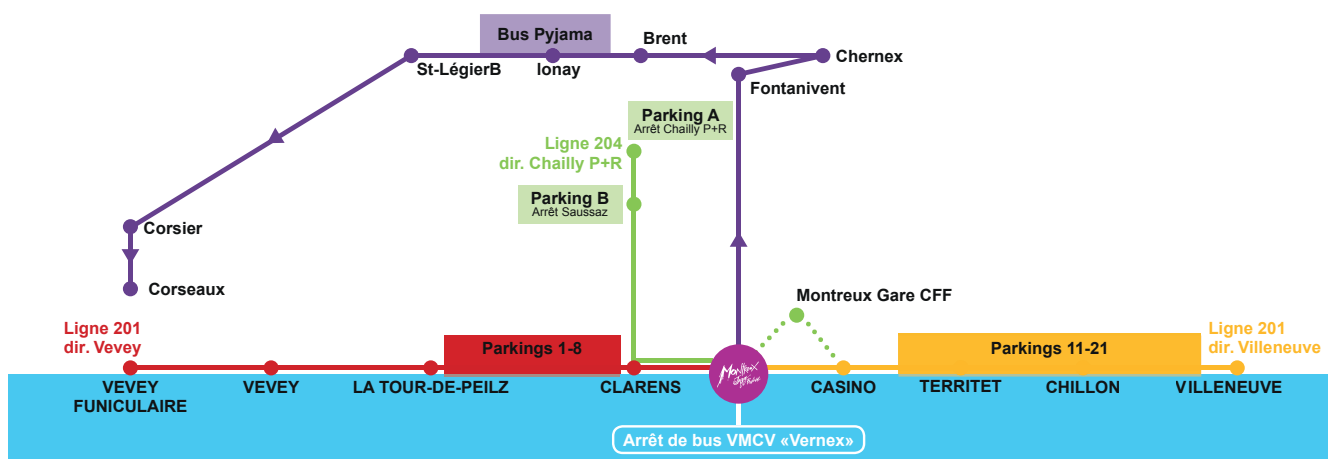 Bus Pyjama
Brent
Chernex
St-LégierB
Ionay
Fontanivent
Parking A
Arrêt Chailly P+R
Ligne 204
dir. Chailly P+R
Parking B
Arrêt Saussaz
Corsier
Corseaux
Montreux Gare CFF
Ligne 201
dir. Vevey
Parkings 1-8
Parkings 11-21
Ligne 201
dir. Villeneuve
Montreux
VEVEY
FUNICULAIRE
VEVEY
LA TOUR-DE-PEILZ
CLARENS
CASINO
TERRITET
CHILLON
VILLENEUVE
Arrêt de bus VMCV «Vernex»